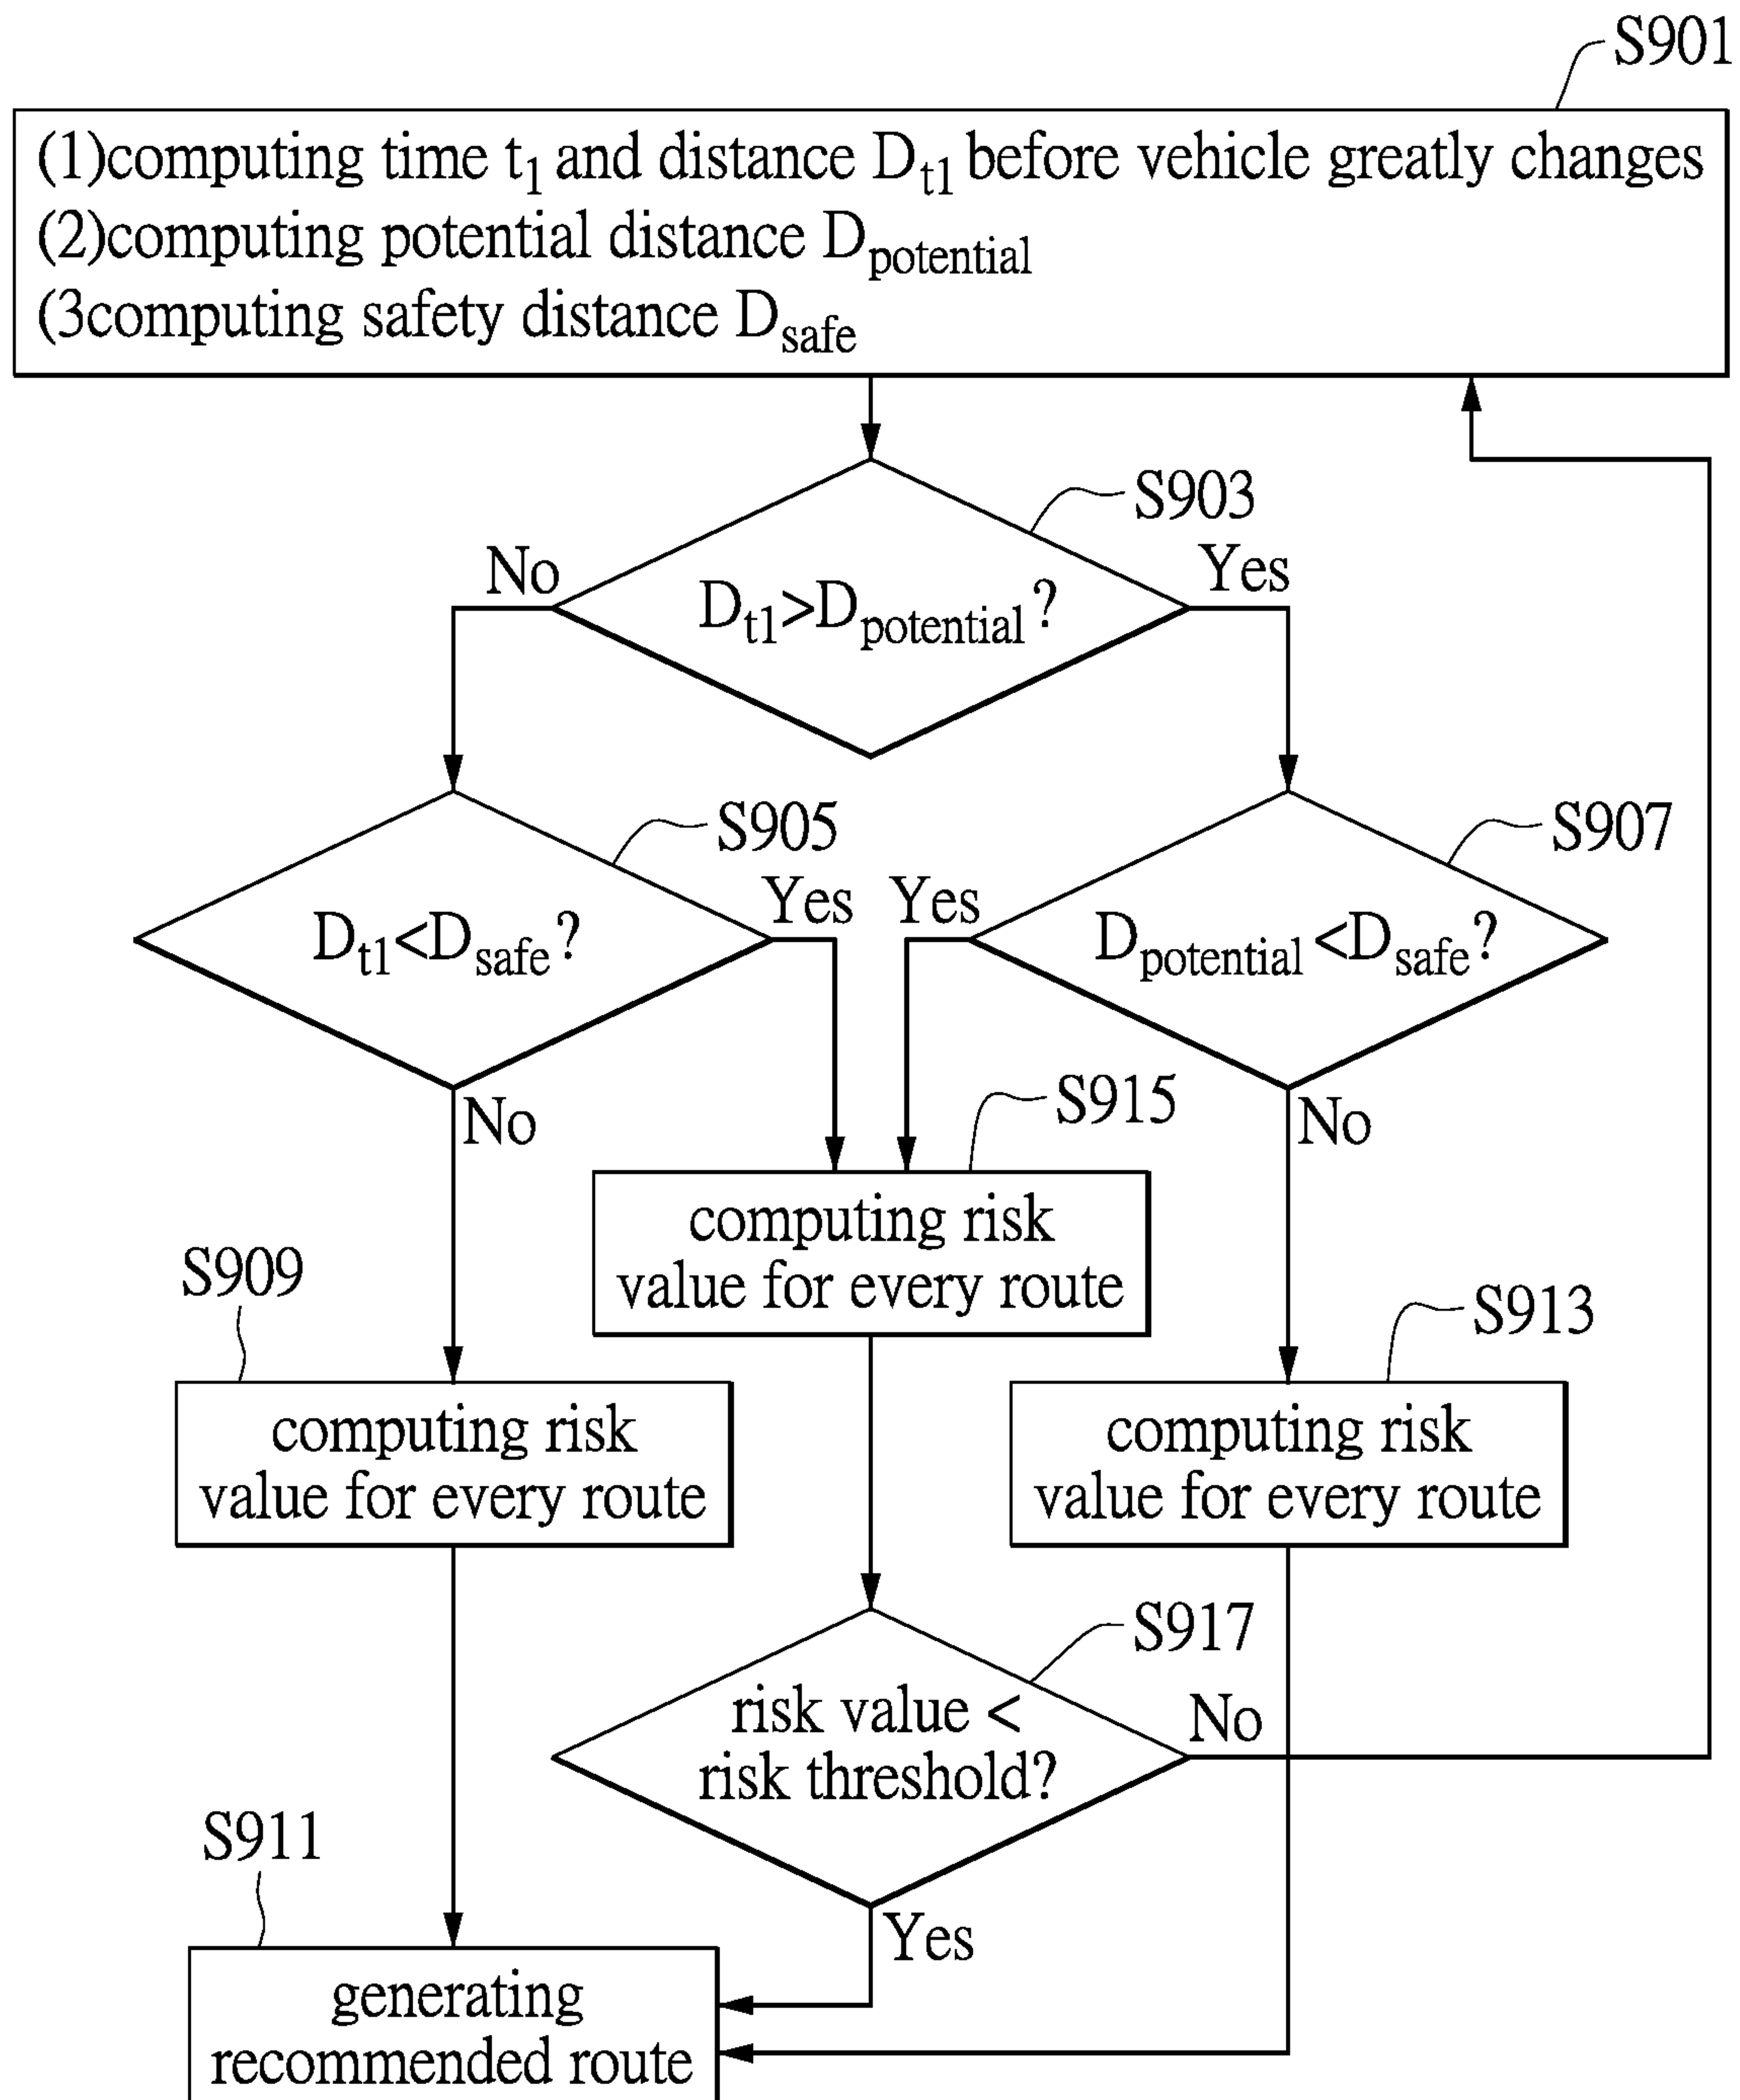 S901
(1)computing time t1 and distance Dt1 before vehicle greatly changes
(2)computing potential distance Dpotential
(3computing safety distance Dsafe
S903
No
Yes
Dt1>Dpotential?
S905
S907
Yes
Yes
Dt1<Dsafe?
Dpotential<Dsafe?
No
S915
No
computing risk
value for every route
S909
S913
computing risk
value for every route
computing risk
value for every route
S917
No
risk value <
risk threshold?
S911
Yes
generating
recommended route